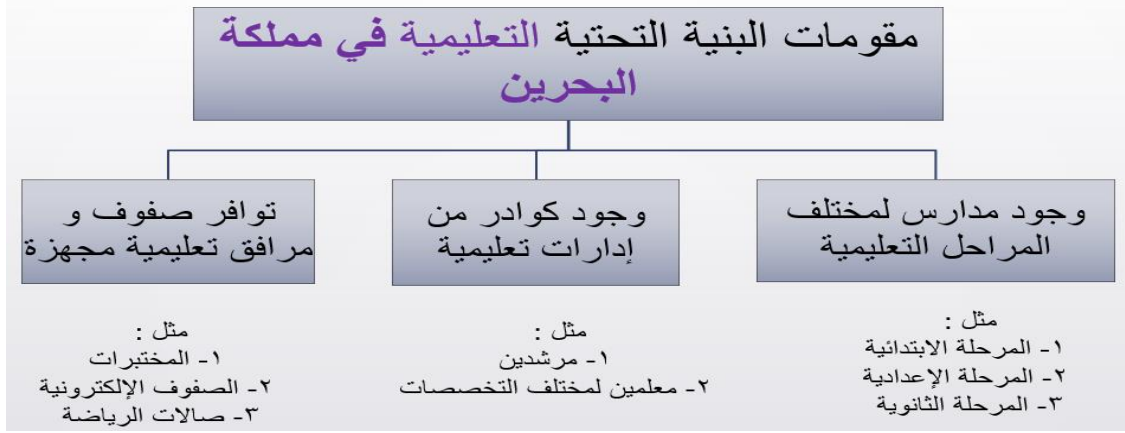 مقومات البنية التحتية التعليمية في مملكة
البحرين
وجود مدارس لمختلف
المراحل التعليمية
مثل :
١- المرحلة الابتدائية
٢- المرحلة الإعدادية
٣- المرحلة الثانوية
وجود كوادر من
إدارات تعليمية
مثل :
١- مرشدين
٢- معلمين لمختلف التخصصات
توافر صفوف و
مرافق تعليمية مجهزة
مثل :
١- المختبرات
٢- الصفوف الإلكترونية
٣- صالات الرياضة